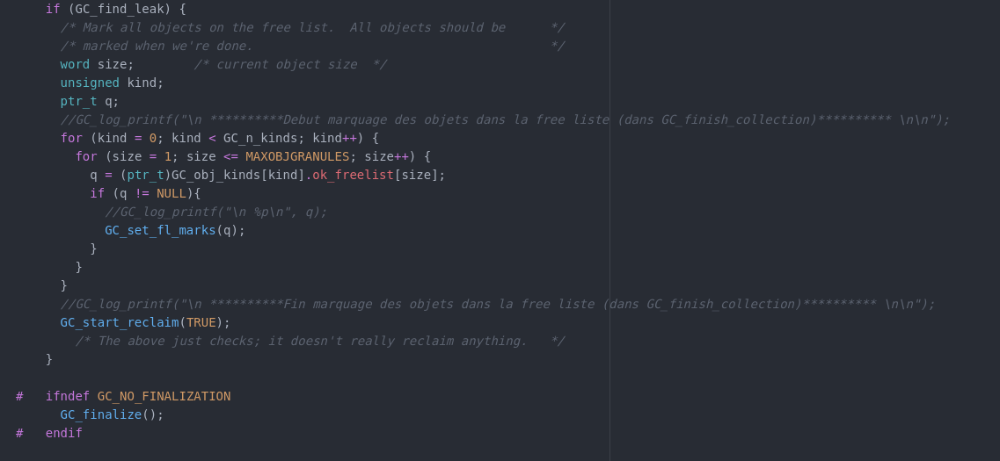 if (GC_find_leak) {
      /* Mark all objects on the free list.  All objects should be      */
      /* marked when we're done.                                        */
      word size;        /* current object size  */
      unsigned kind;
      ptr_t q;
      //GC_log_printf("\n **********Debut marquage des objets dans la free liste (dans GC_finish_collection)********** \n\n");
      for (kind = 0; kind < GC_n_kinds; kind++) {
        for (size = 1; size <= MAXOBJGRANULES; size++) {
          q = (ptr_t)GC_obj_kinds[kind].ok_freelist[size];
          if (q != NULL){
            //GC_log_printf("\n %p\n", q);
            GC_set_fl_marks(q);
          }
        }
      }
      //GC_log_printf("\n **********Fin marquage des objets dans la free liste (dans GC_finish_collection)********** \n\n");
      GC_start_reclaim(TRUE);
        /* The above just checks; it doesn't really reclaim anything.   */
    }

#   ifndef GC_NO_FINALIZATION
      GC_finalize();
#   endif